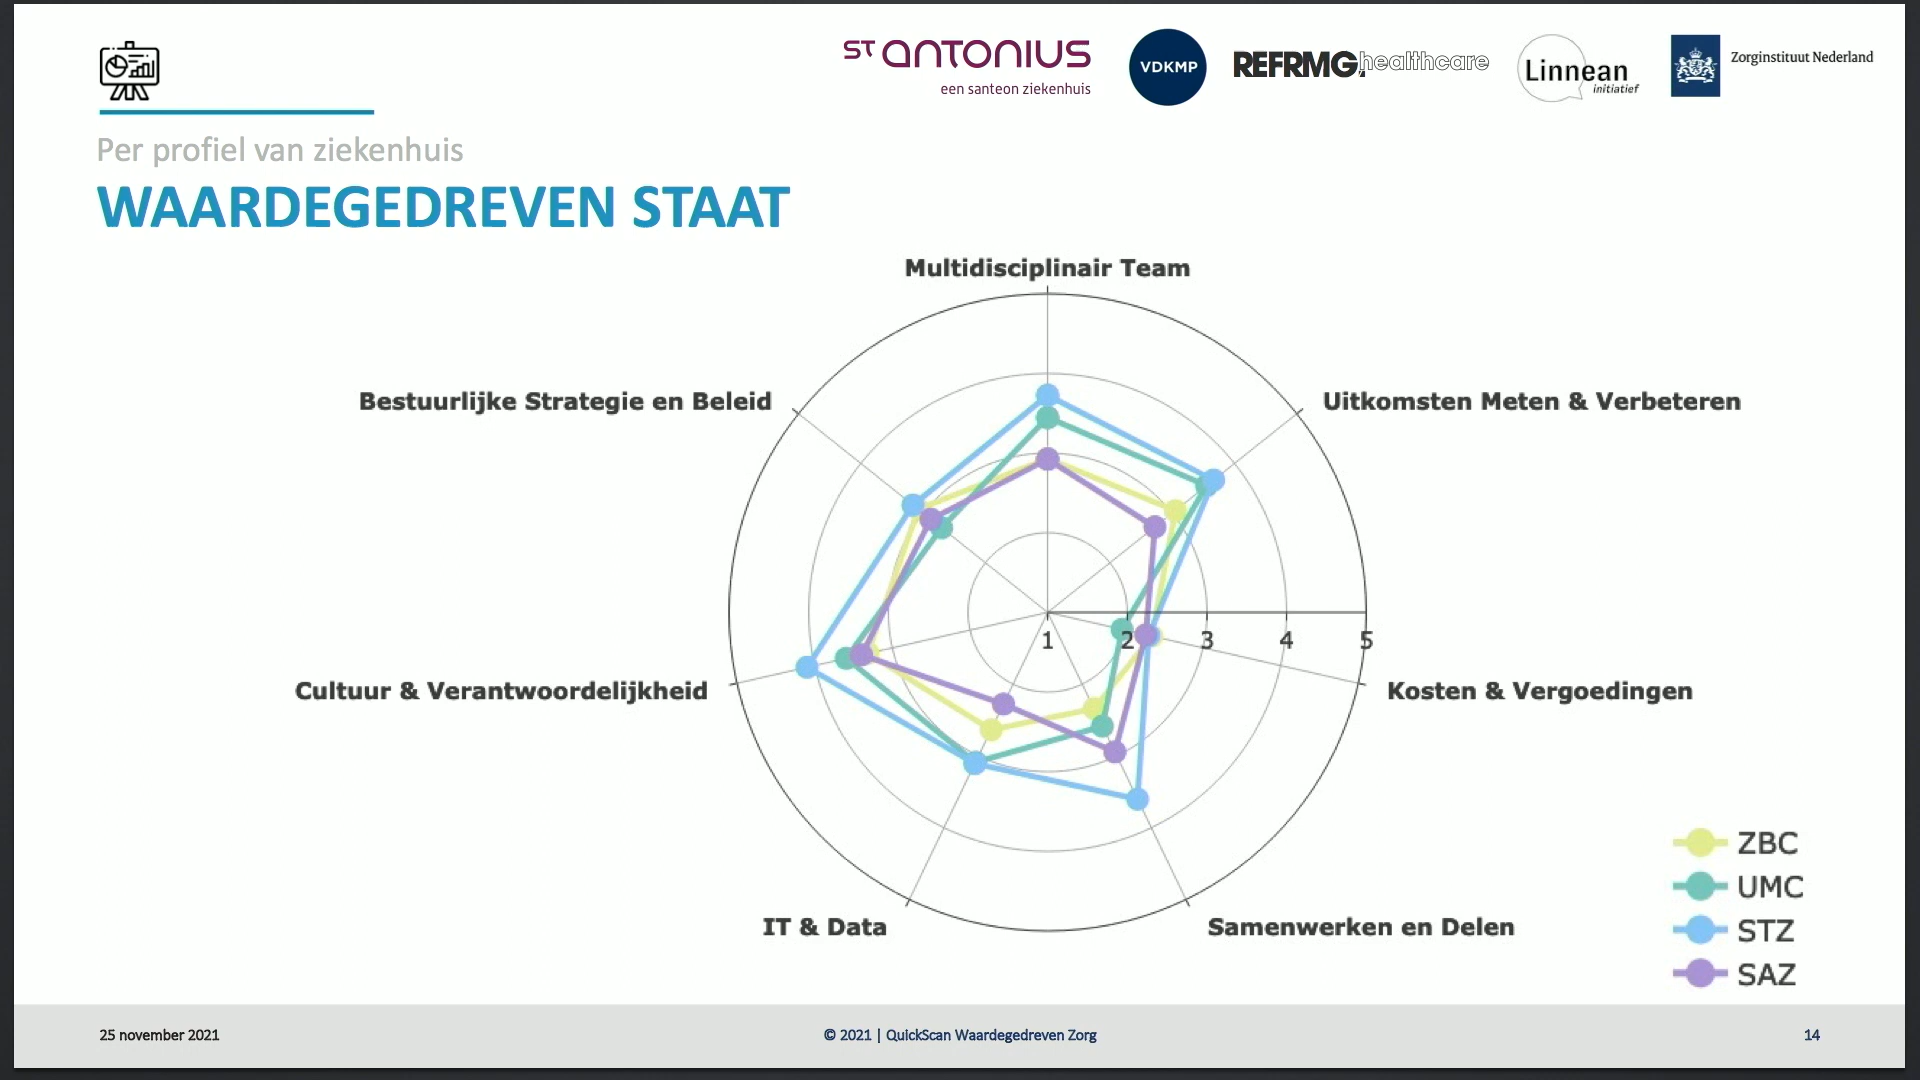 ST ANTONIUS
een santeon ziekenhuis
VDKMP
REFRMG.healthcare
Linnean
initiatief
Zorginstituut Nederland
Per profiel van ziekenhuis
WAARDEGEDREVEN STAAT
Multidisciplinair Team
Bestuurlijke Strategie en Beleid
Uitkomsten Meten & Verbeteren
1 2 3 4 5
Cultuur & Verantwoordelijkheid
Kosten & Vergoedingen
IT & Data
Samenwerken en Delen
ZBC
UMC
STZ
SAZ
25 november 2021
© 2021 | QuickScan Waardegedreven Zorg
14